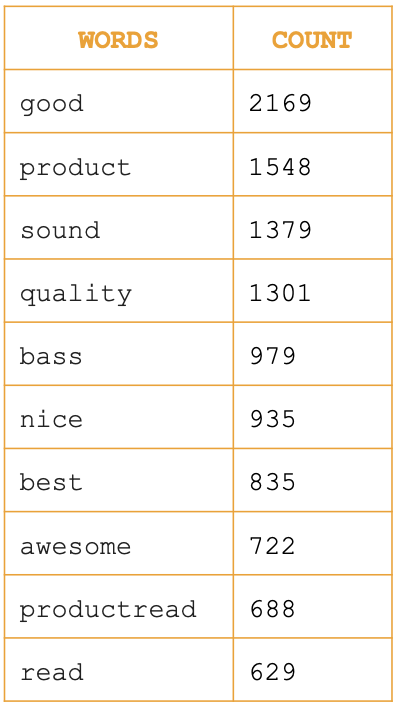 WORDS COUNT
good 2169
product 1548
sound 1379
quality 1301
bass 979
nice 935
best 835
awesome 722
productread 688
read 629